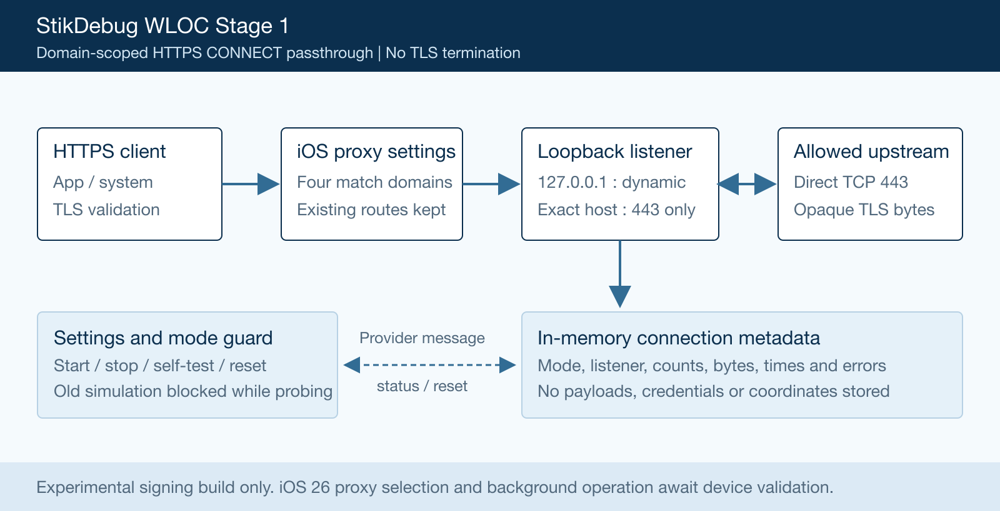 StikDebug WLOC Stage 1
Domain-scoped HTTPS CONNECT passthrough | No TLS termination
HTTPS client
App / system
TLS validation
iOS proxy settings
Four match domains
Existing routes kept
Loopback listener
127.0.0.1 : dynamic
Exact host : 443 only
Allowed upstream
Direct TCP 443
Opaque TLS bytes
Settings and mode guard
Start / stop / self-test / reset
Old simulation blocked while probing
Provider message
status / reset
In-memory connection metadata
Mode, listener, counts, bytes, times and errors
No payloads, credentials or coordinates stored
Experimental signing build only. iOS 26 proxy selection and background operation await device validation.